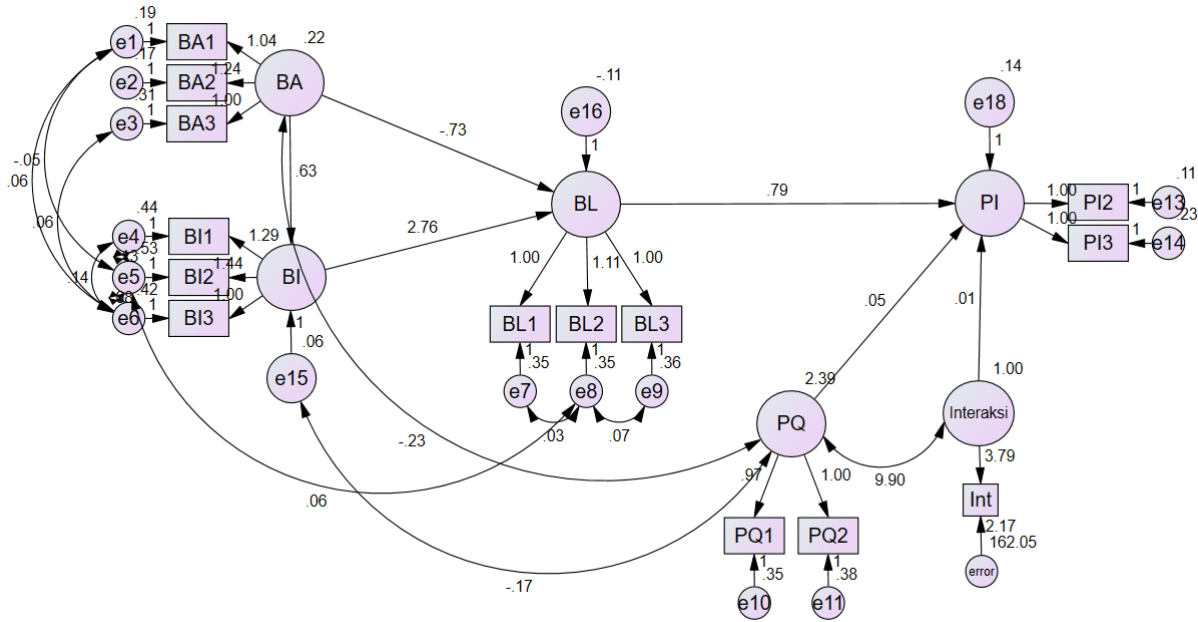 .19
e1
1
BA1
1.04
.22
.17
e2
1
BA2
1.24
BA
.31
e3
1
BA3
1.00
-.11
e16
1
.14
e18
1
-.05
.06
.06
.63
-.73
.44
e4
1
BI1
1.29
.53
e5
1
BI2
1.44
BI
2.76
BL
.79
PI
1.00
PI2
1
.11
e13
1.00
PI3
1
.23
e14
.14
.42
e6
1
BI3
1.00
1
.06
e15
1.00
1.11
1.00
BL1
BL2
BL3
1
.35
1
.35
1
.36
e7
e8
e9
.03
.07
.05
.01
2.39
1.00
PQ
Interaksi
-.23
.06
-.17
.97
1.00
9.90
3.79
Int
PQ1
PQ2
2.17
162.05
1
.35
1
.38
error
e10
e11